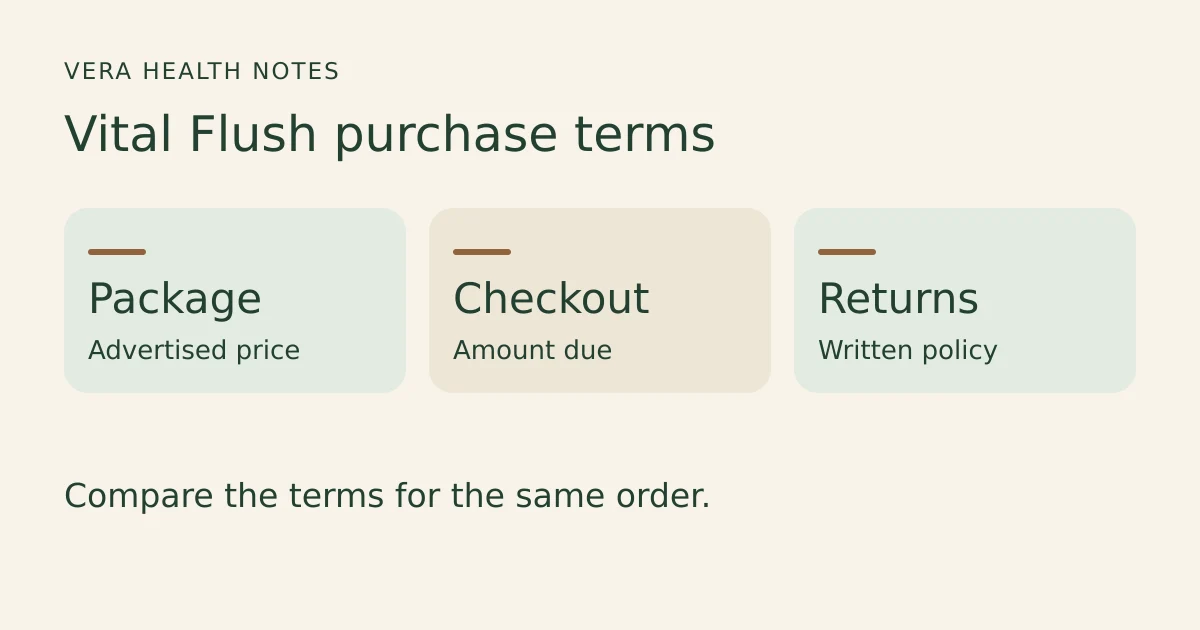 VERA HEALTH NOTES
Vital Flush purchase terms
Package
Advertised price
Checkout
Amount due
Returns
Written policy
Compare the terms for the same order.